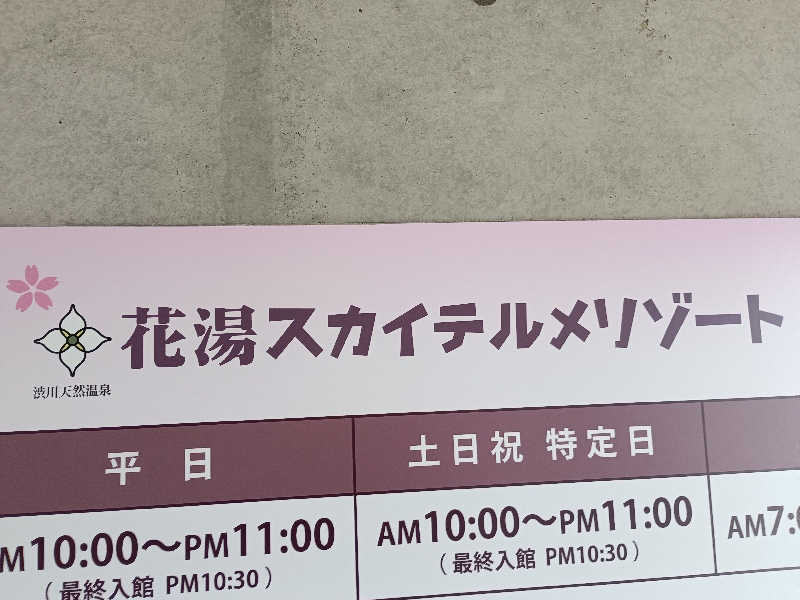 花湯スカイテルメリゾート
渋川天然温泉
平日
土日祝 特定日
AM10:00～PM11:00
AM10:00～PM11:00
AM7:
(最終入館 PM10:30)
(最終入館 PM10:30)